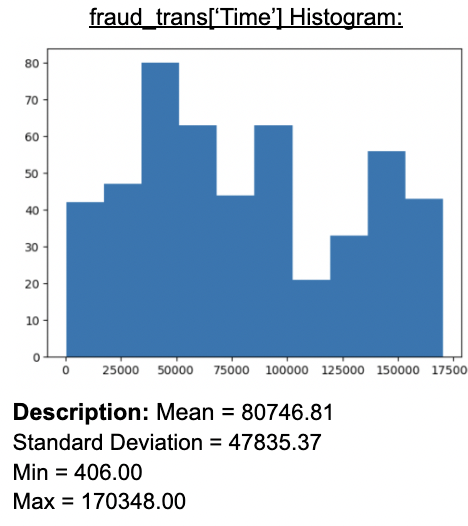 fraud_trans[‘Time’] Histogram:
80
70
60
50
40
30
20
10
0
0 25000 50000 75000 100000 125000 150000 17500
Description: Mean = 80746.81
Standard Deviation = 47835.37
Min = 406.00
Max = 170348.00